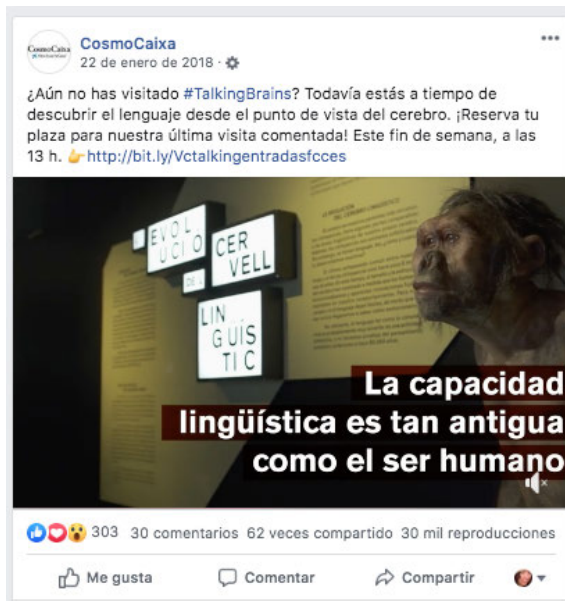 CosmoCaixa
CosmoCaixa
22 de enero de 2018
¿Aún no has visitado #TalkingBrains? Todavía estás a tiempo de
descubrir el lenguaje desde el punto de vista del cerebro. ¡Reserva tu
plaza para nuestra última visita comentada! Este fin de semana, a las
13 h. 👉http://bit.ly/Vctalkingentradasfcces
EVOL
UCIÓ
CER
VELL
DEL
LIN
GÜÍS
TIC
La capacidad
lingüística es tan antigua
como el ser humano
303 30 comentarios 62 veces compartido 30 mil reproducciones
Me gusta Comentar Compartir